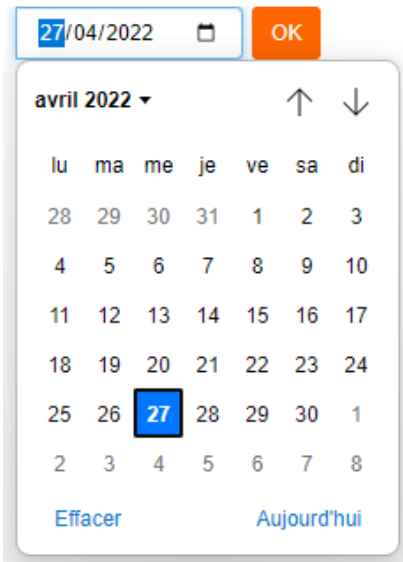 27/04/2022 OK
avril 2022
lu ma me je ve sa di
28 29 30 31 1 2 3
4 5 6 7 8 9 10
11 12 13 14 15 16 17
18 19 20 21 22 23 24
25 26 27 28 29 30 1
2 3 4 5 6 7 8
Effacer Aujourd'hui